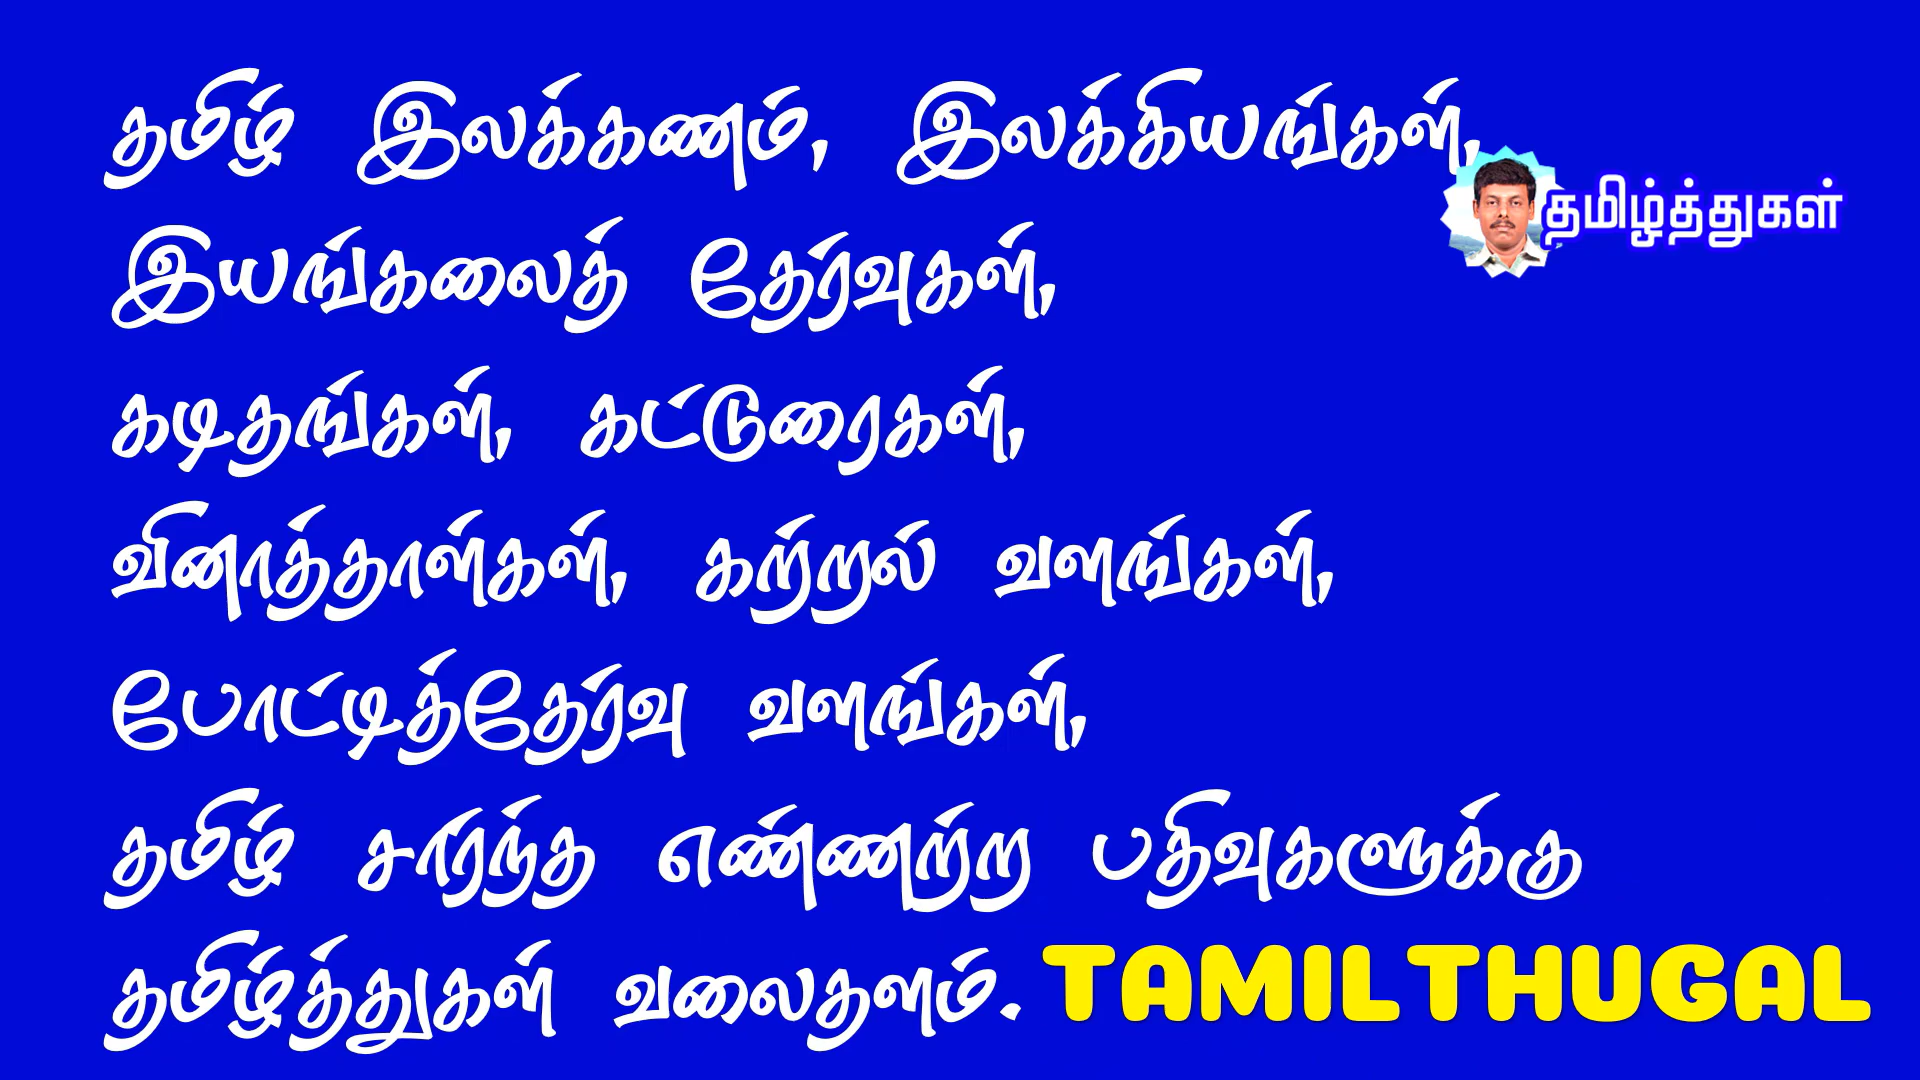 தமிழ் இலக்கணம், இலக்கியங்கள்,
தமிழ்த்துகள்
இயங்கலைத் தேர்வுகள்,
கடிதங்கள், கட்டுரைகள்,
வினாத்தாள்கள், கற்றல் வளங்கள்,
போட்டித்தேர்வு வளங்கள்,
தமிழ் சார்ந்த எண்ணற்ற பதிவுகளுக்கு
தமிழ்த்துகள் வலைதளம். TAMILTHUGAL